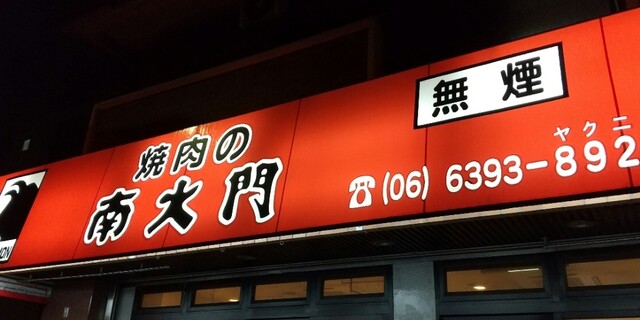 焼肉の
南大門
無煙
ヤクニ
☎(06) 6393-892